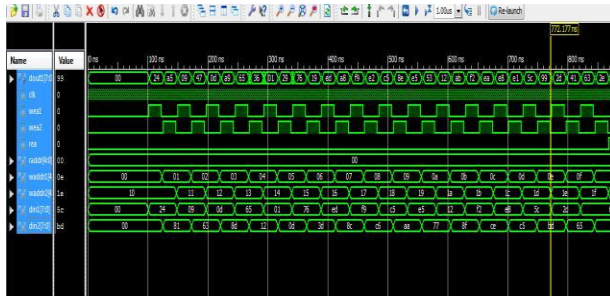 1.00us Re-launch
772.177 ns
Name Value 0 ns 100 ns 200 ns 300 ns 400 ns 500 ns 600 ns 700 ns 800 ns
dout1[7:0] 99 00 24 a5 09 47 0d a9 65 36 01 29 76 19 ed a8 f9 e2 c5 8e e5 53 12 ab f2 ea e8 e1 5c 99 2d 41 63
clk 0
wea1 0
wea2 0
rea 0
raddr[4:0] 00 00
waddr1[4 0e 00 01 02 03 04 05 06 07 08 09 0a 0b 0c 0d 0e 0f
waddr2[4 1e 10 11 12 13 14 15 16 17 18 19 1a 1b 1c 1d 1e 1f
din1[7:0] 5c 00 24 09 0d 65 01 76 ed f9 c5 e5 12 f2 e8 5c 2d
din2[7:0] bd 00 81 63 8d 12 0d 3d 8c c6 aa 77 8f ce c5 bd 65